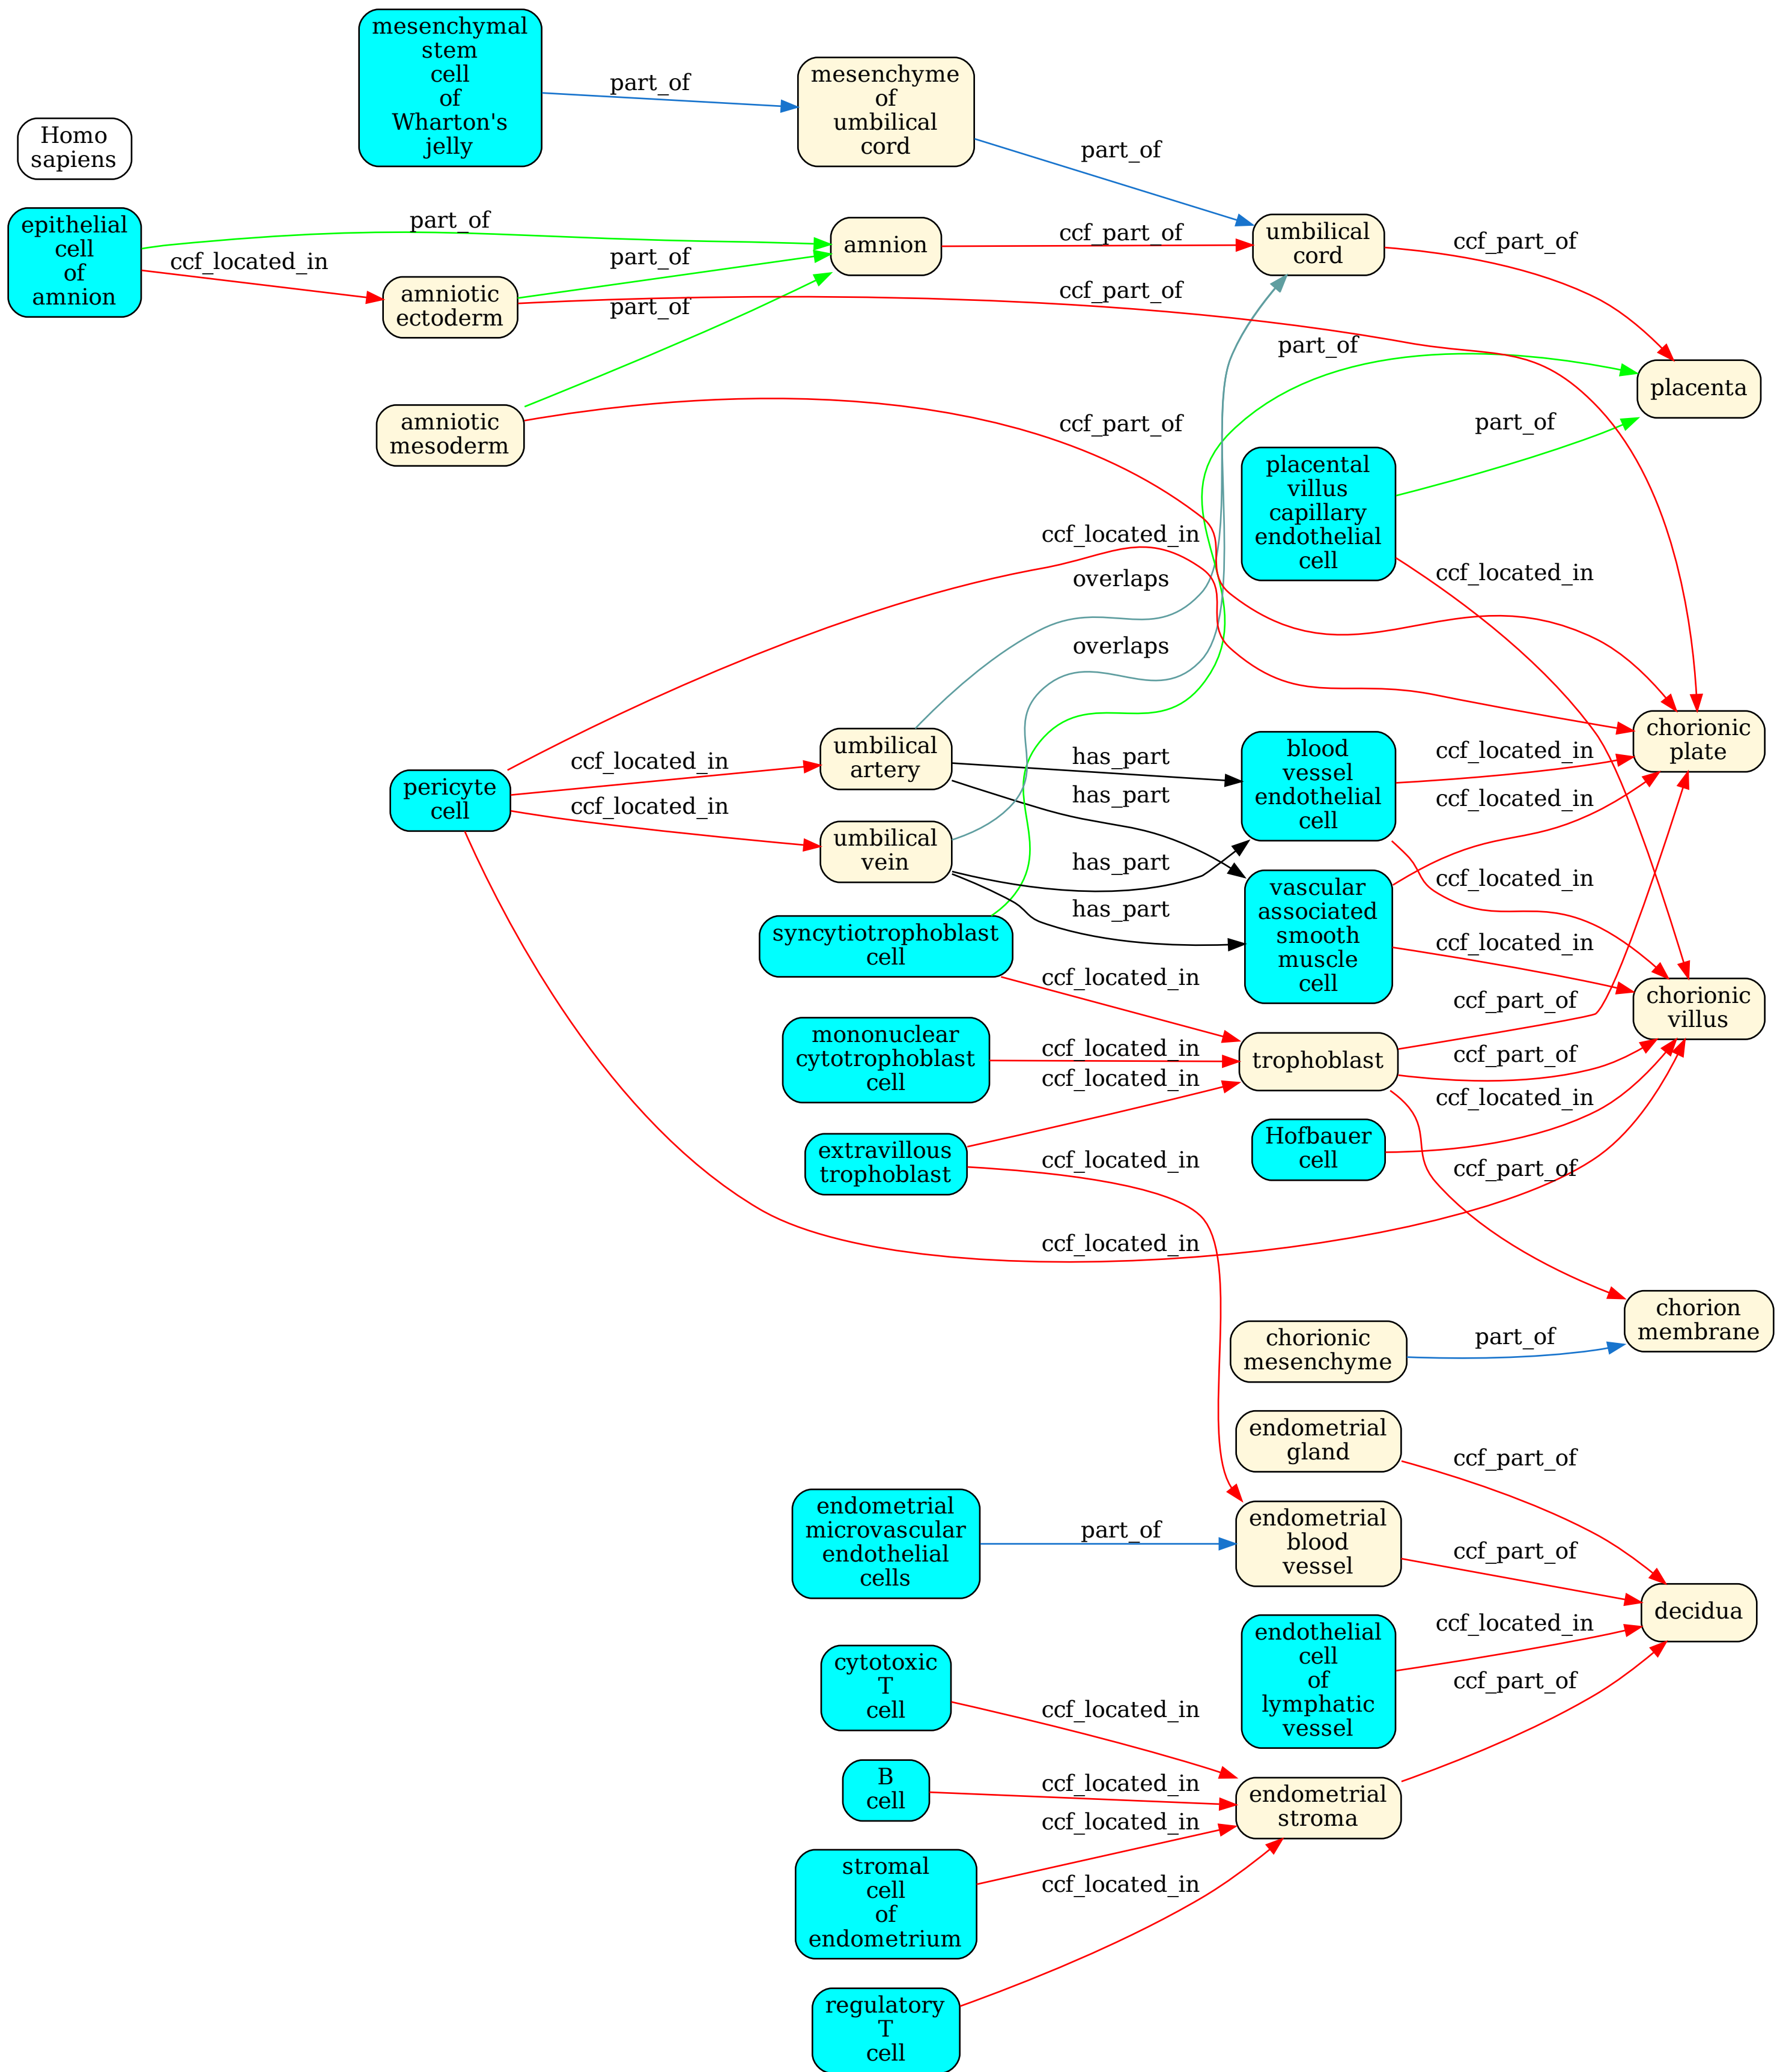 mesenchymal
stem
cell
of
Wharton's
jelly
part_of
mesenchyme
of
umbilical
cord
part_of
Homo
sapiens
epithelial
cell
of
amnion
part_of
ccf_located_in
amniotic
ectoderm
part_of
part_of
amnion
ccf_part_of
ccf_part_of
umbilical
cord
ccf_part_of
part_of
placenta
amniotic
mesoderm
ccf_part_of
placental
villus
capillary
endothelial
cell
part_of
ccf_located_in
ccf_located_in
overlaps
overlaps
pericyte
cell
ccf_located_in
ccf_located_in
umbilical
artery
umbilical
vein
has_part
has_part
has_part
has_part
blood
vessel
endothelial
cell
ccf_located_in
ccf_located_in
chorionic
plate
vascular
associated
smooth
muscle
cell
ccf_located_in
ccf_located_in
chorionic
villus
syncytiotrophoblast
cell
ccf_located_in
mononuclear
cytotrophoblast
cell
ccf_located_in
ccf_located_in
trophoblast
ccf_part_of
ccf_part_of
extravillous
trophoblast
ccf_located_in
Hofbauer
cell
ccf_located_in
ccf_part_of
ccf_located_in
chorion
membrane
chorionic
mesenchyme
part_of
endometrial
gland
ccf_part_of
endometrial
microvascular
endothelial
cells
part_of
endometrial
blood
vessel
ccf_part_of
decidua
endothelial
cell
of
lymphatic
vessel
ccf_located_in
ccf_part_of
cytotoxic
T
cell
ccf_located_in
B
cell
ccf_located_in
endometrial
stroma
stromal
cell
of
endometrium
ccf_located_in
ccf_located_in
regulatory
T
cell